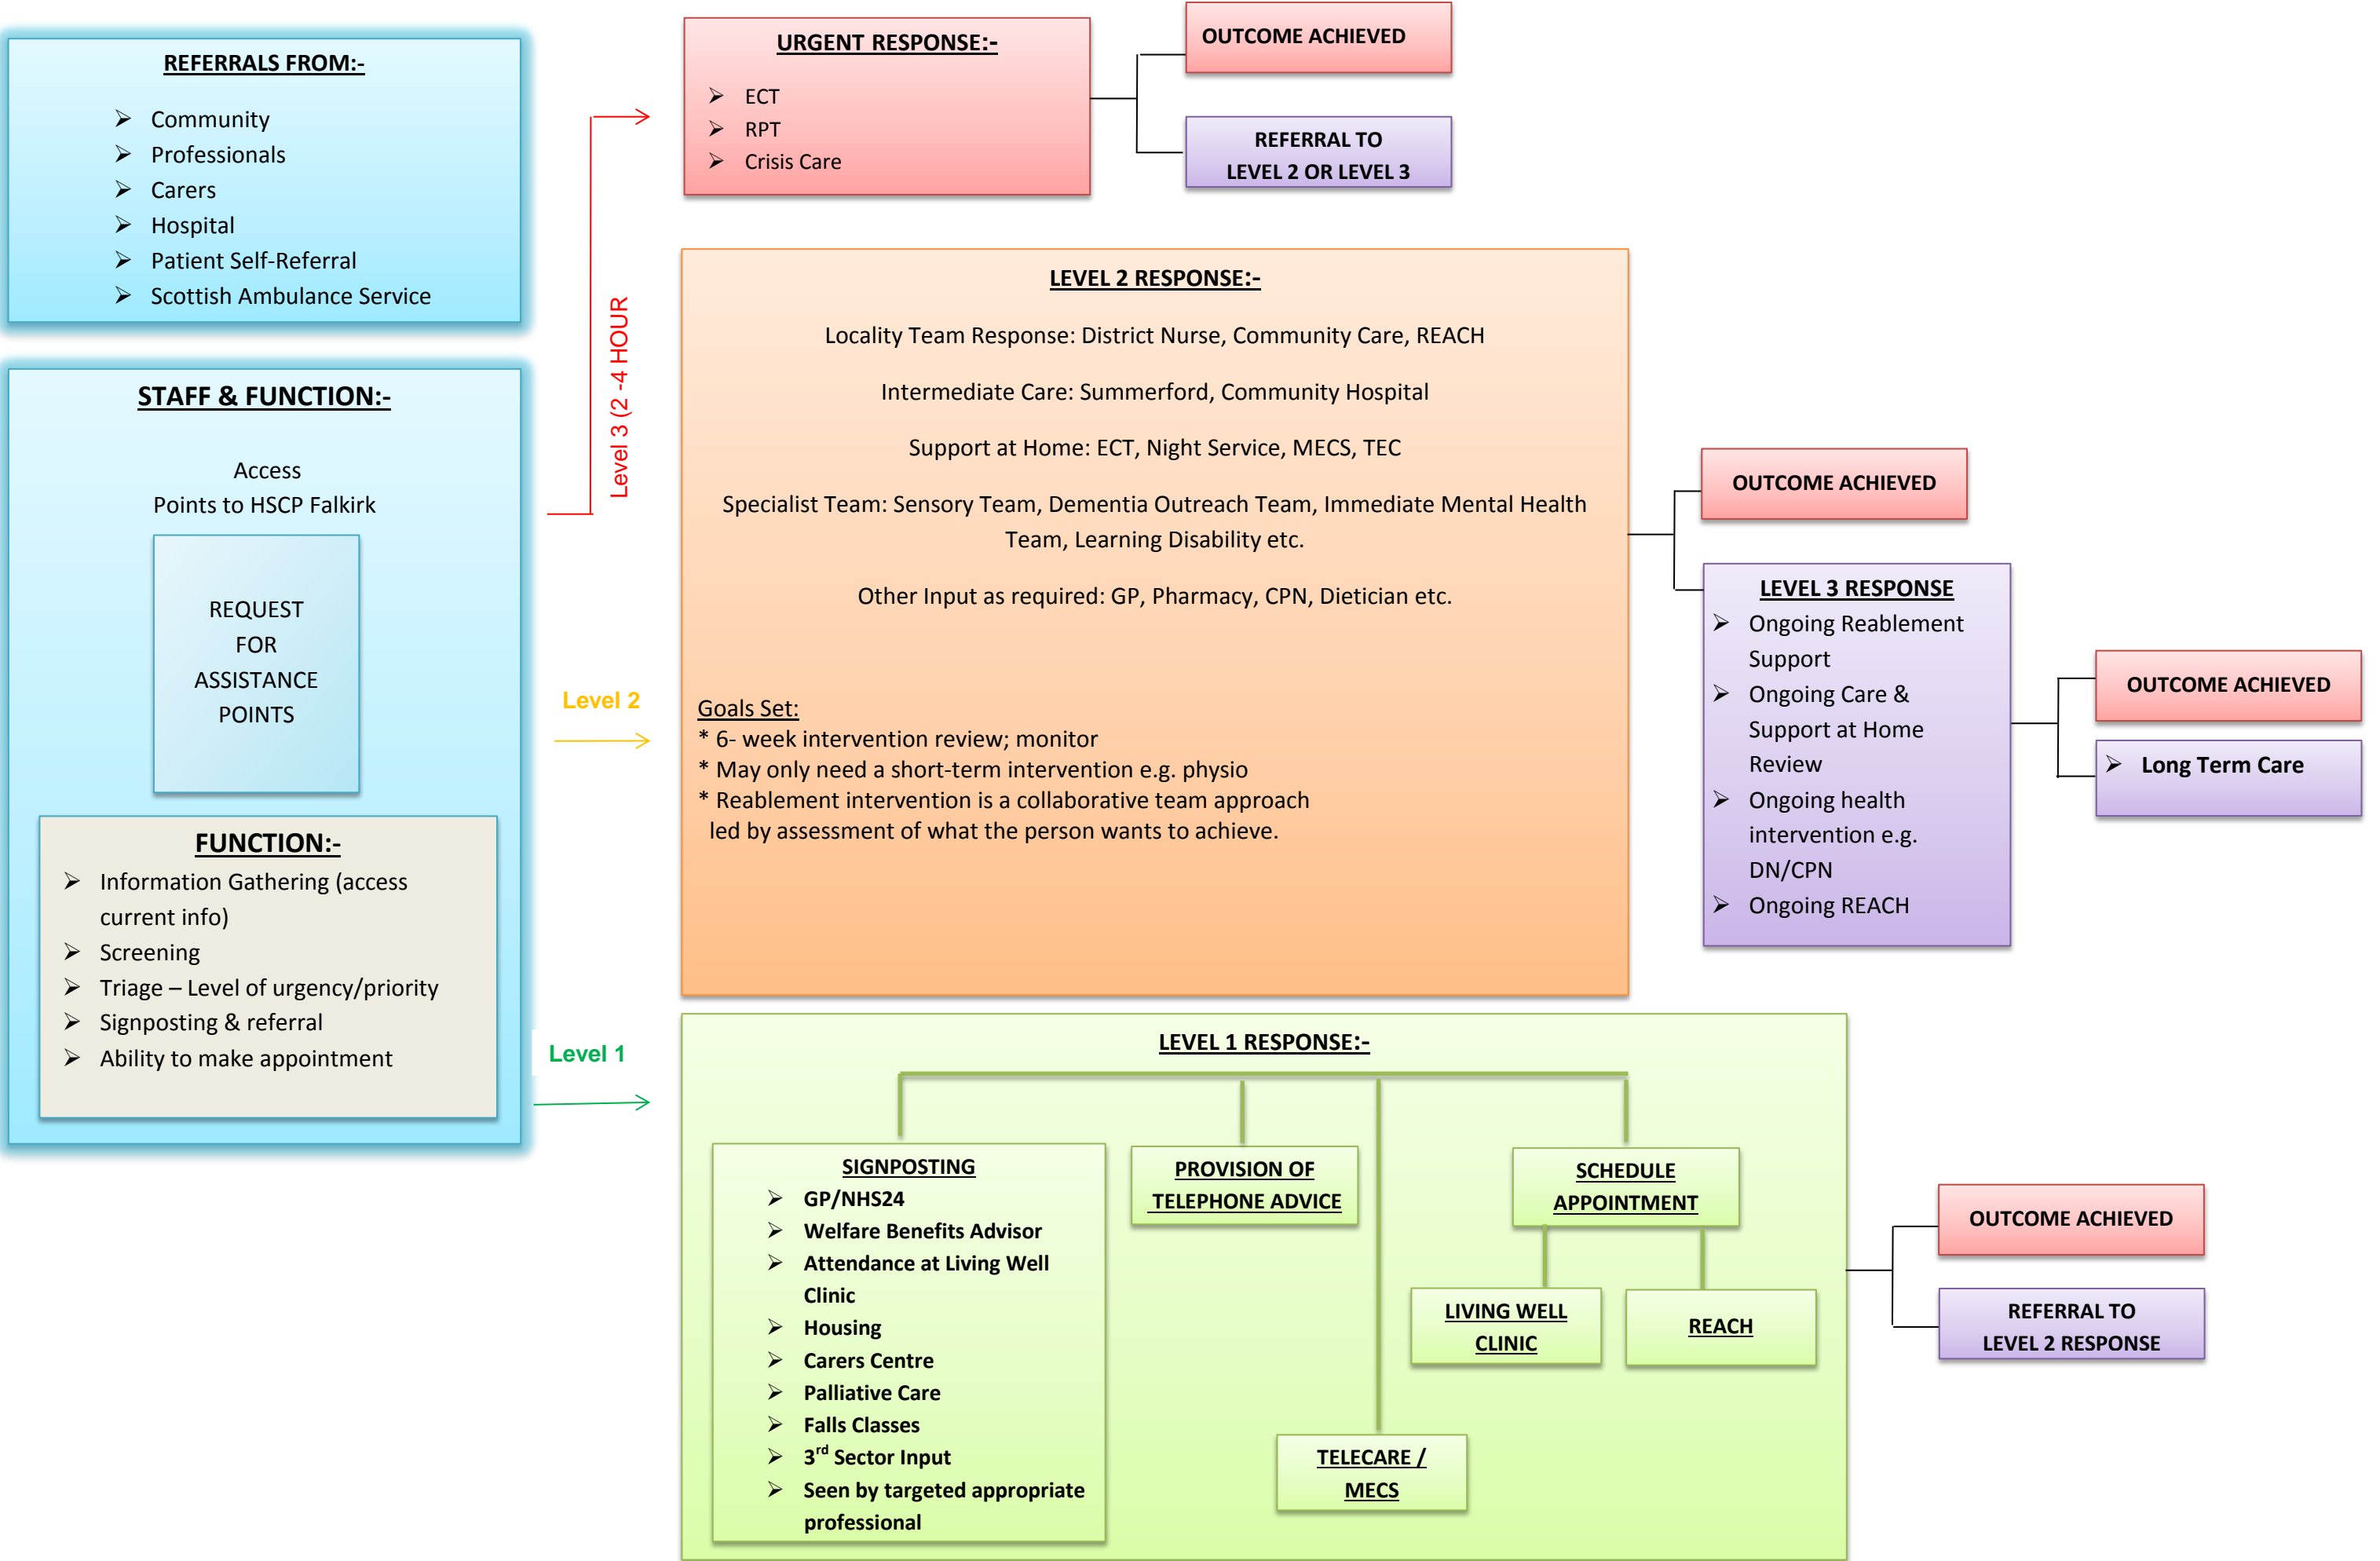 REFERRALS FROM:-
➢ Community
➢ Professionals
➢ Carers
➢ Hospital
➢ Patient Self-Referral
➢ Scottish Ambulance Service
STAFF & FUNCTION:-
Access
Points to HSCP Falkirk
REQUEST
FOR
ASSISTANCE
POINTS
FUNCTION:-
➢ Information Gathering (access
current info)
➢ Screening
➢ Triage – Level of urgency/priority
➢ Signposting & referral
➢ Ability to make appointment
Level 3 (2 -4 HOUR
Level 2
Level 1
URGENT RESPONSE:-
➢ ECT
➢ RPT
➢ Crisis Care
OUTCOME ACHIEVED
REFERRAL TO
LEVEL 2 OR LEVEL 3
LEVEL 2 RESPONSE:-
Locality Team Response: District Nurse, Community Care, REACH
Intermediate Care: Summerford, Community Hospital
Support at Home: ECT, Night Service, MECS, TEC
Specialist Team: Sensory Team, Dementia Outreach Team, Immediate Mental Health
Team, Learning Disability etc.
Other Input as required: GP, Pharmacy, CPN, Dietician etc.
Goals Set:
* 6- week intervention review; monitor
* May only need a short-term intervention e.g. physio
* Reablement intervention is a collaborative team approach
led by assessment of what the person wants to achieve.
OUTCOME ACHIEVED
LEVEL 3 RESPONSE
➢ Ongoing Reablement
Support
➢ Ongoing Care &
Support at Home
Review
➢ Ongoing health
intervention e.g.
DN/CPN
➢ Ongoing REACH
OUTCOME ACHIEVED
➢ Long Term Care
LEVEL 1 RESPONSE:-
SIGNPOSTING
➢ GP/NHS24
➢ Welfare Benefits Advisor
➢ Attendance at Living Well
Clinic
➢ Housing
➢ Carers Centre
➢ Palliative Care
➢ Falls Classes
➢ 3rd Sector Input
➢ Seen by targeted appropriate
professional
PROVISION OF
TELEPHONE ADVICE
TELECARE /
MECS
SCHEDULE
APPOINTMENT
LIVING WELL
CLINIC
REACH
OUTCOME ACHIEVED
REFERRAL TO
LEVEL 2 RESPONSE